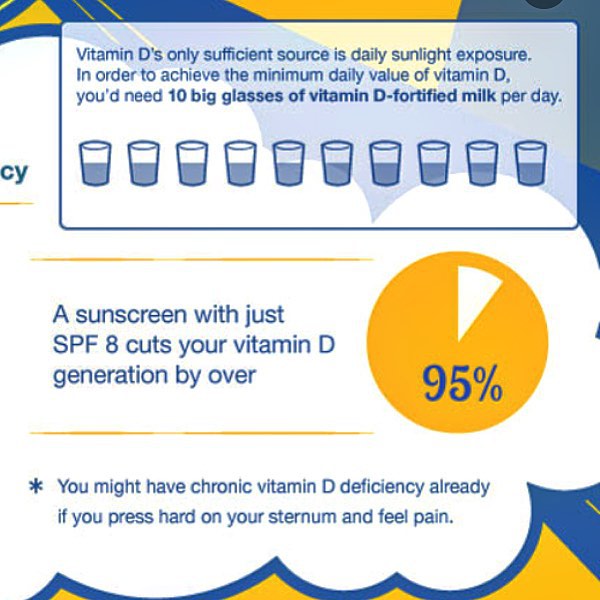 Vitamin D's only sufficient source is daily sunlight exposure.
In order to achieve the minimum daily value of vitamin D,
you'd need 10 big glasses of vitamin D-fortified milk per day.
cy
A sunscreen with just
SPF 8 cuts your vitamin D
generation by over
95%
* You might have chronic vitamin D deficiency already
if you press hard on your sternum and feel pain.